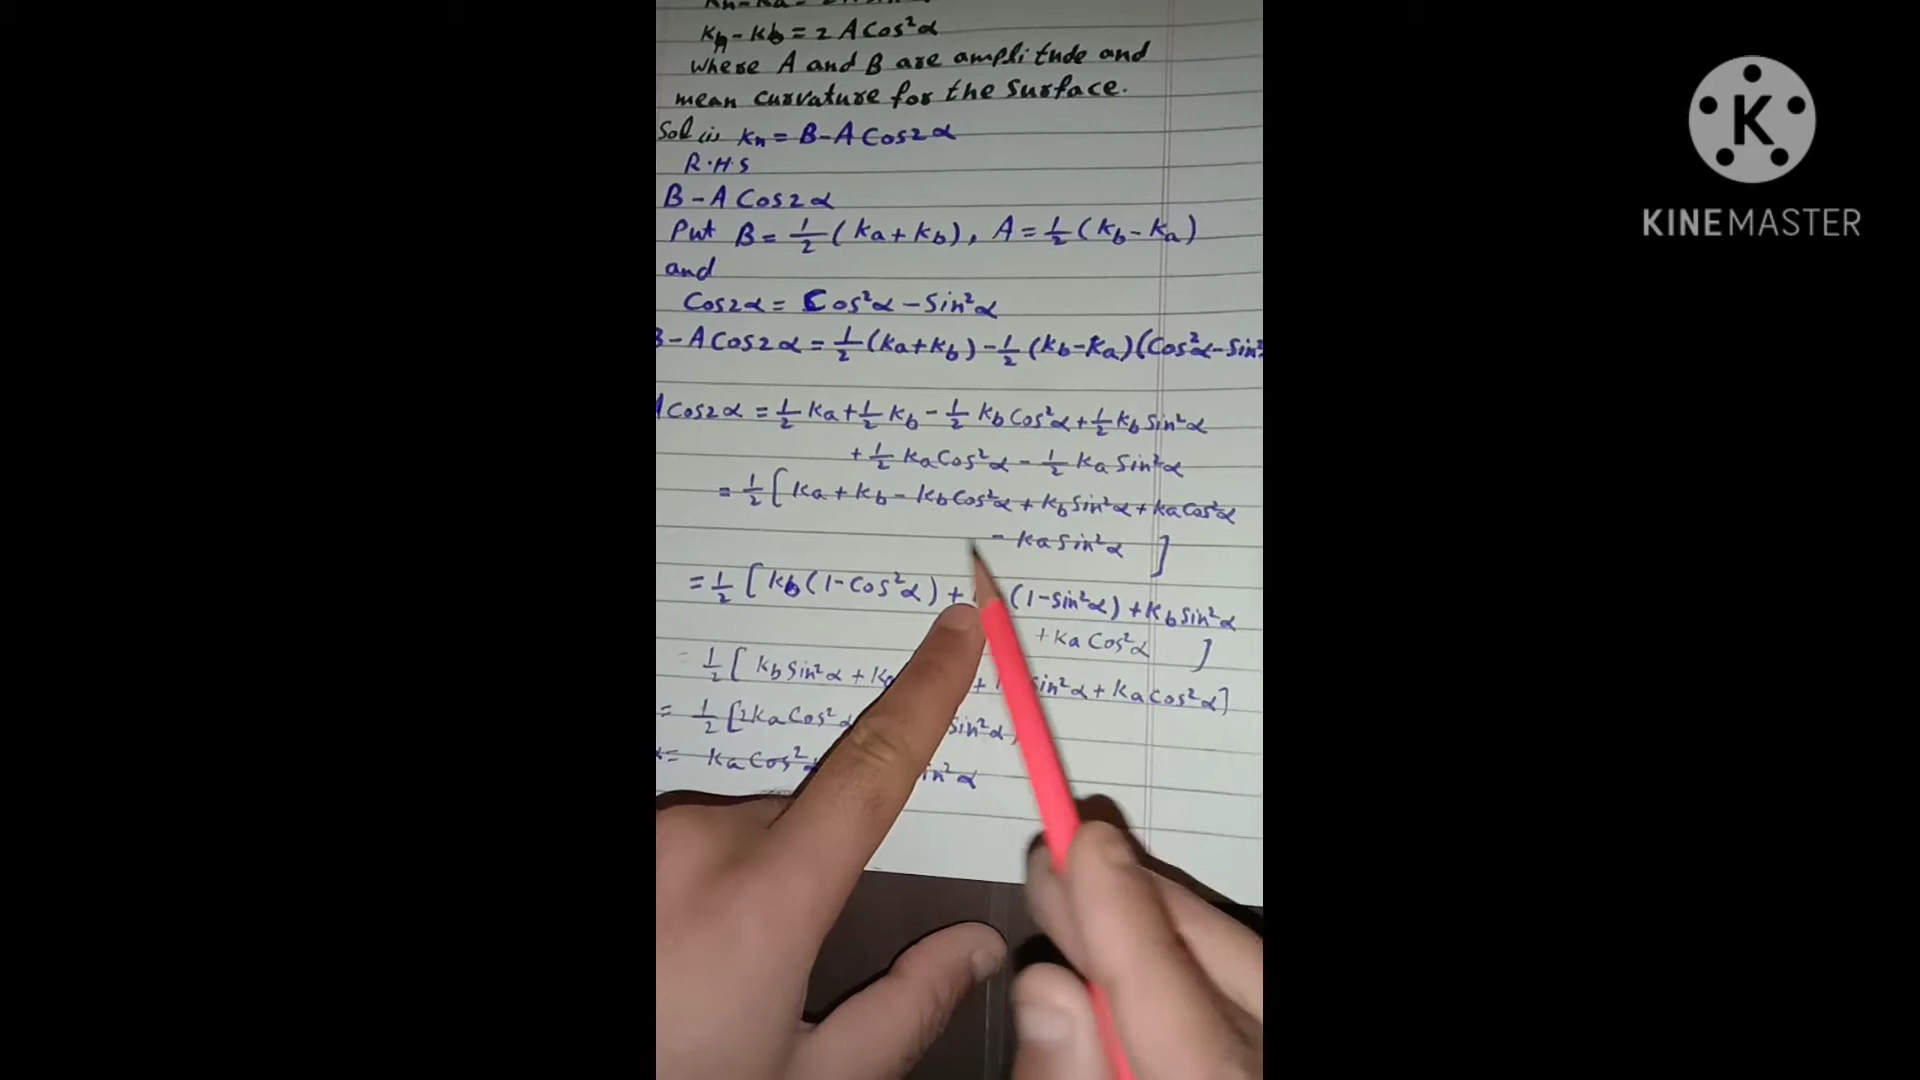 kn - kb = 2 A Cos²α
where A and B are amplitude and
mean curvature for the surface.
Sol is kn = B - A Cos2α
R.H.S
B - A Cos2α
Put B = 1/2 (ka + kb), A = 1/2 (kb - ka)
and
Cos2α = Cos²α - Sin²α
B - A Cos2α = 1/2 (ka + kb) - 1/2 (kb - ka)(Cos²α - Sin²
A Cos2α = 1/2 ka + 1/2 kb - 1/2 kb Cos²α + 1/2 kb Sin²α
+ 1/2 ka Cos²α - 1/2 ka Sin²α
= 1/2 [ka + kb - kb Cos²α + kb Sin²α + ka Cos²α
- ka Sin²α ]
= 1/2 [kb (1 - Cos²α) + (1 - Sin²α) + kb Sin²α
+ ka Cos²α ]
= 1/2 [kb Sin²α + ka + Sin²α + ka Cos²α]
= 1/2 [2ka Cos²α Sin²α]
= ka Cos²α Sin²α
K
KINEMASTER